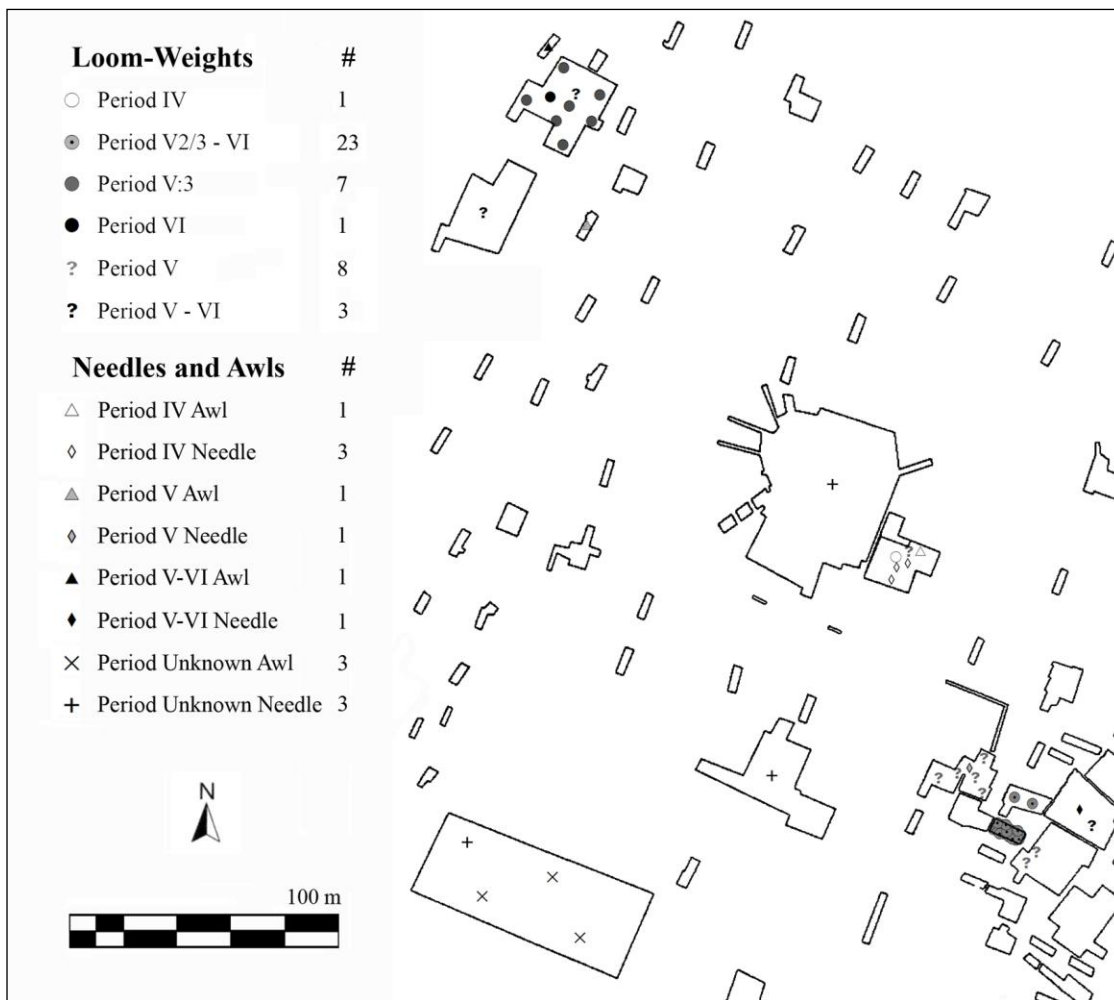 Loom-Weights #
Period IV 1
Period V2/3 - VI 23
Period V:3 7
Period VI 1
? Period V 8
? Period V - VI 3
Needles and Awls #
Period IV Awl 1
Period IV Needle 3
Period V Awl 1
Period V Needle 1
Period V-VI Awl 1
Period V-VI Needle 1
Period Unknown Awl 3
Period Unknown Needle 3
N
100 m
?
?
?
?
?
?
?
?
?
?
?